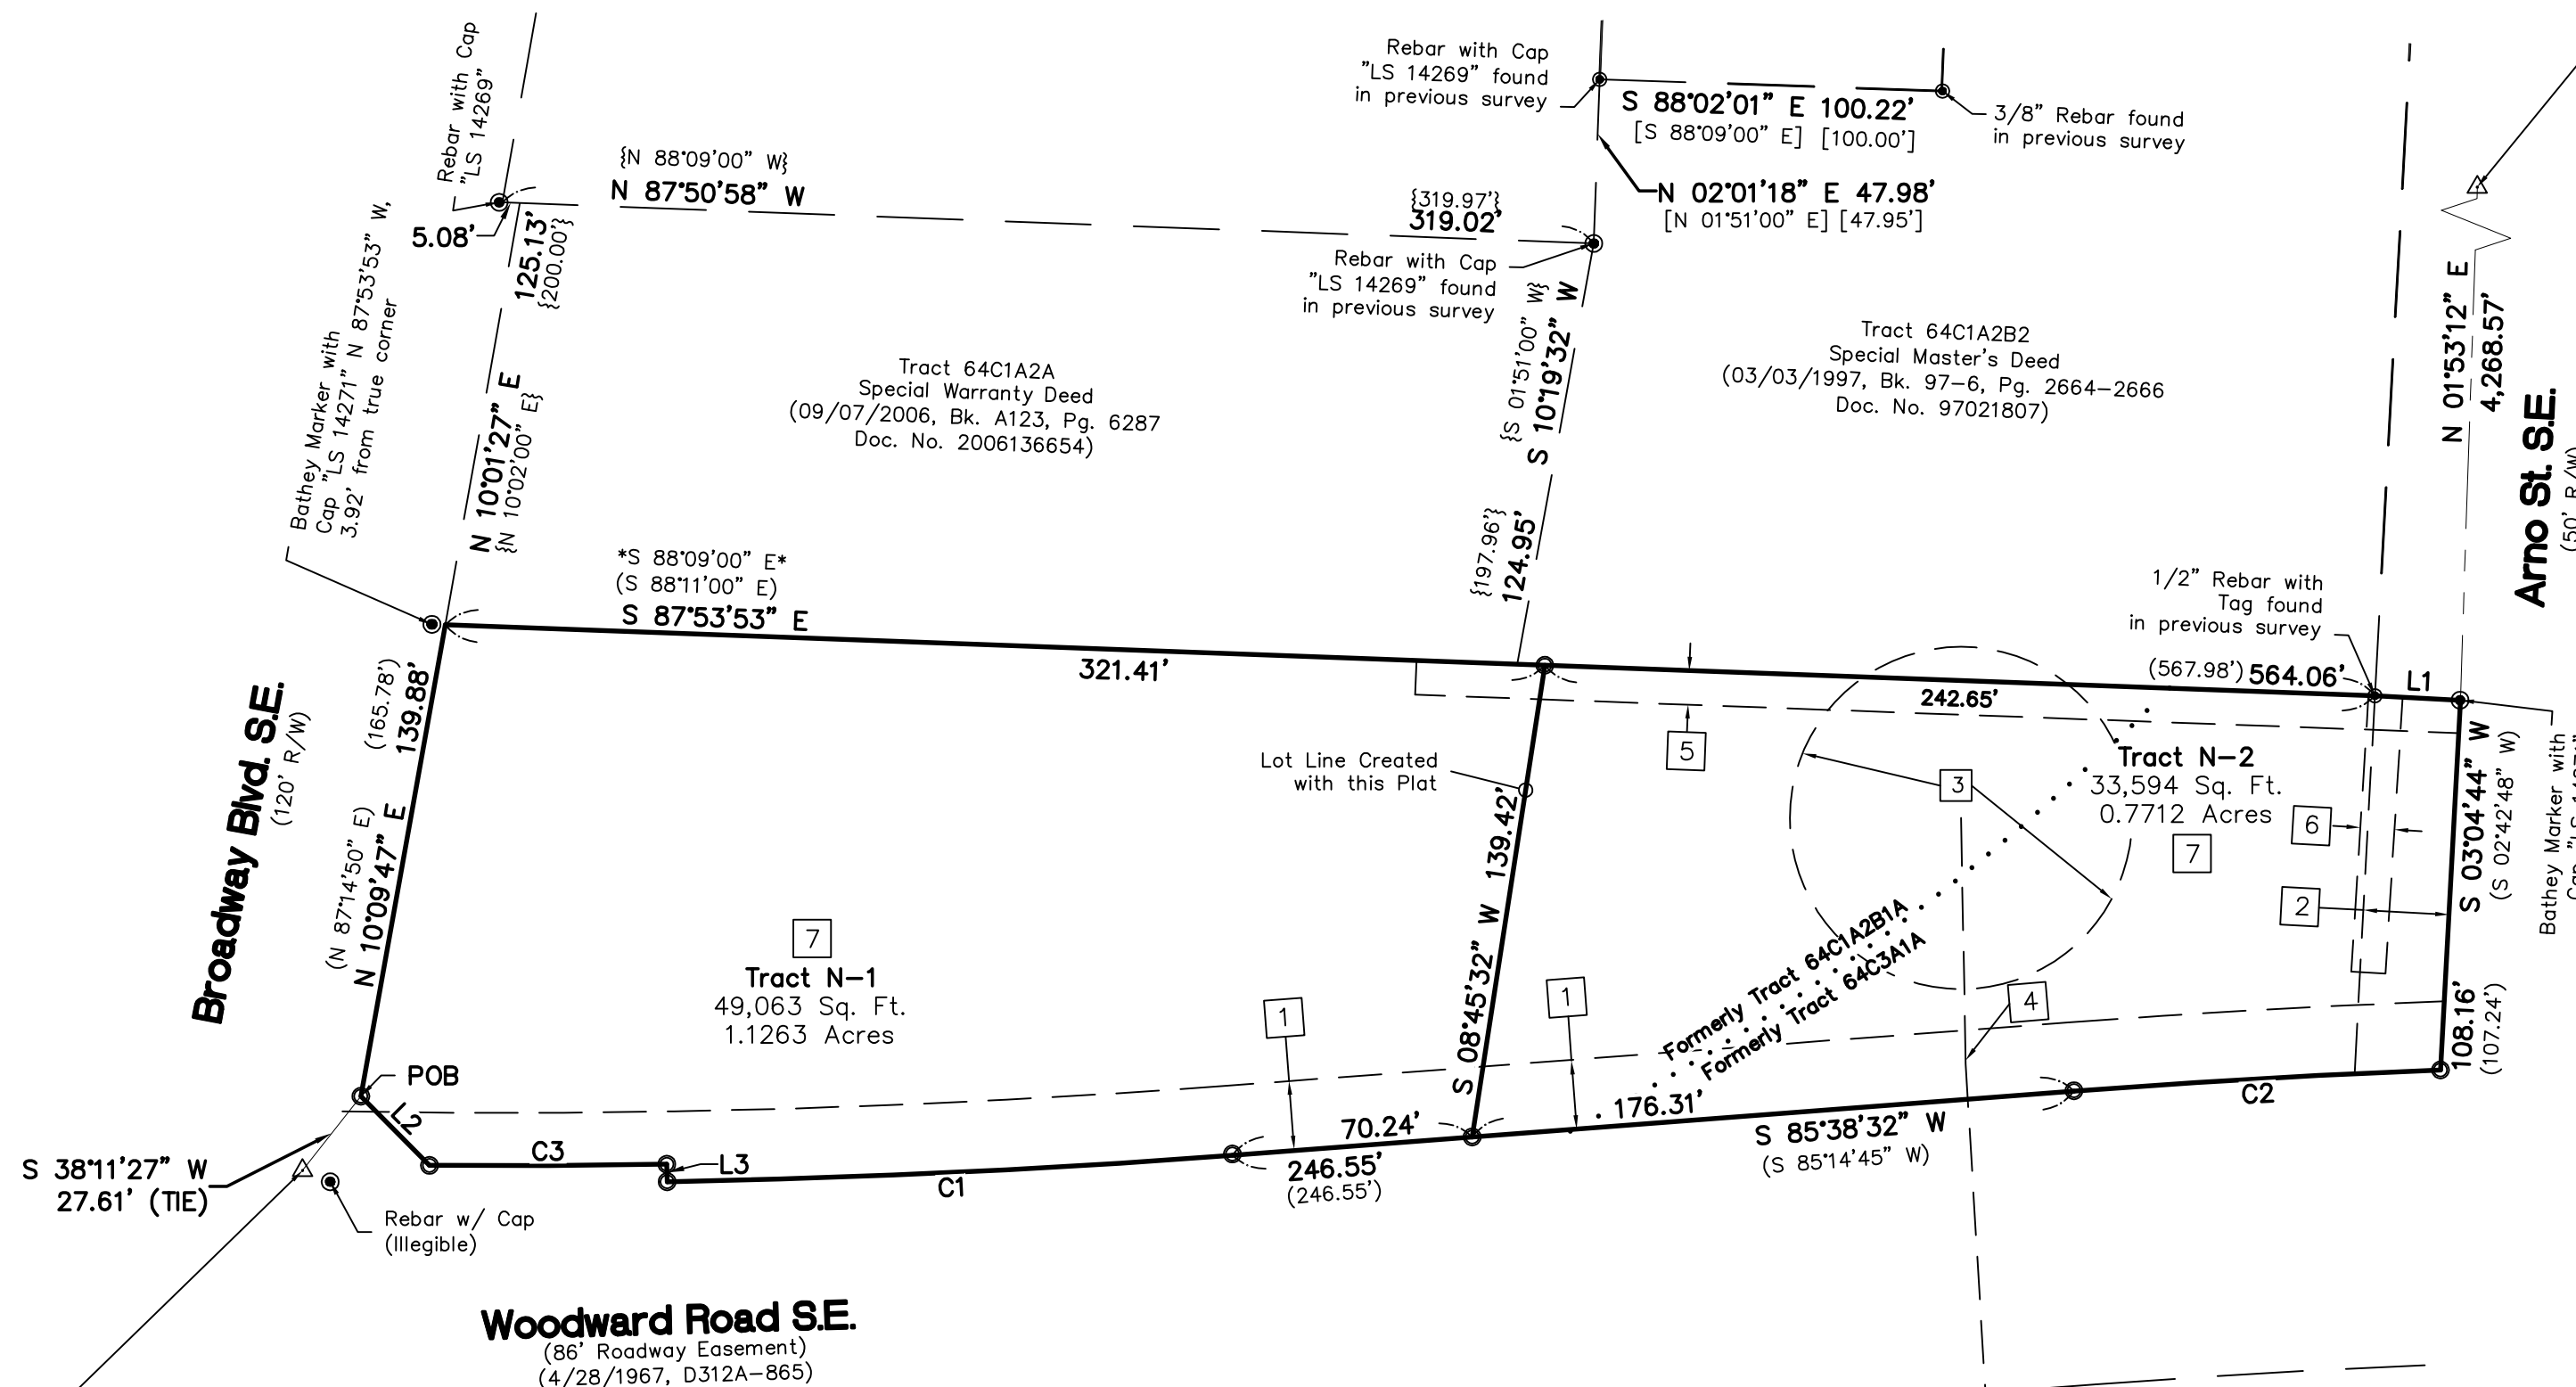 Rebar with Cap
"LS 14269"
Rebar with Cap
"LS 14269" found
in previous survey
S 88°02'01" E 100.22'
[S 88°09'00" E] [100.00']
3/8" Rebar found
in previous survey
{N 88°09'00" W}
N 87°50'58" W
{319.97'}
319.02'
N 02°01'18" E 47.98'
[N 01°51'00" E] [47.95']
5.08'
125.13'
{200.00'}
Rebar with Cap
"LS 14269" found
in previous survey
Bathey Marker with
Cap "LS 14271" N 87°53'53" W,
3.92' from true corner
N 10°01'27" E
{N 10°02'00" E}
Tract 64C1A2A
Special Warranty Deed
(09/07/2006, Bk. A123, Pg. 6287
Doc. No. 2006136654)
{S 01°51'00" W}
S 10°19'32" W
{197.96'}
124.95'
Tract 64C1A2B2
Special Master's Deed
(03/03/1997, Bk. 97-6, Pg. 2664-2666
Doc. No. 97021807)
N 01°53'12" E
4,268.57'
Arno St. S.E.
(50' R/W)
*S 88°09'00" E*
(S 88°11'00" E)
S 87°53'53" E
321.41'
1/2" Rebar with
Tag found
in previous survey
(567.98') 564.06'
L1
242.65'
(165.78')
139.88'
Broadway Blvd. S.E.
(120' R/W)
(N 87°14'50" E)
N 10°09'47" E
Lot Line Created
with this Plat
5
3
Tract N-2
33,594 Sq. Ft.
0.7712 Acres
7
6
2
S 03°04'44" W
(S 02°42'48" W)
108.16'
(107.24')
Bathey Marker with
S 08°45'32" W 139.42'
7
Tract N-1
49,063 Sq. Ft.
1.1263 Acres
1
1
Formerly Tract 64C1A2B1A
Formerly Tract 64C3A1A
4
POB
L2
C3
L3
C1
70.24'
246.55'
(246.55')
176.31'
S 85°38'32" W
(S 85°14'45" W)
C2
S 38°11'27" W
27.61' (TIE)
Rebar w/ Cap
(Illegible)
Woodward Road S.E.
(86' Roadway Easement)
(4/28/1967, D312A-865)